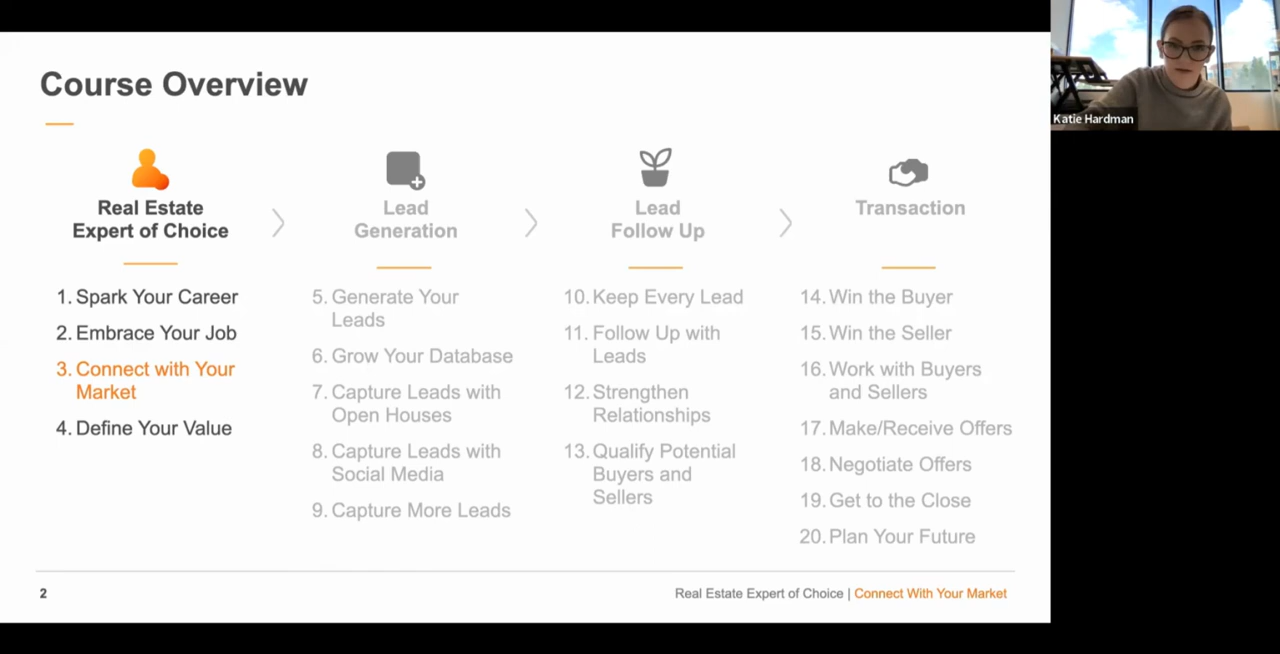 Course Overview
Katie Hardman
Real Estate
Expert of Choice
1. Spark Your Career
2. Embrace Your Job
3. Connect with Your
Market
4. Define Your Value
Lead
Generation
5. Generate Your
Leads
6. Grow Your Database
7. Capture Leads with
Open Houses
8. Capture Leads with
Social Media
9. Capture More Leads
Lead
Follow Up
10. Keep Every Lead
11. Follow Up with
Leads
12. Strengthen
Relationships
13. Qualify Potential
Buyers and
Sellers
Transaction
14. Win the Buyer
15. Win the Seller
16. Work with Buyers
and Sellers
17. Make/Receive Offers
18. Negotiate Offers
19. Get to the Close
20. Plan Your Future
2
Real Estate Expert of Choice | Connect With Your Market